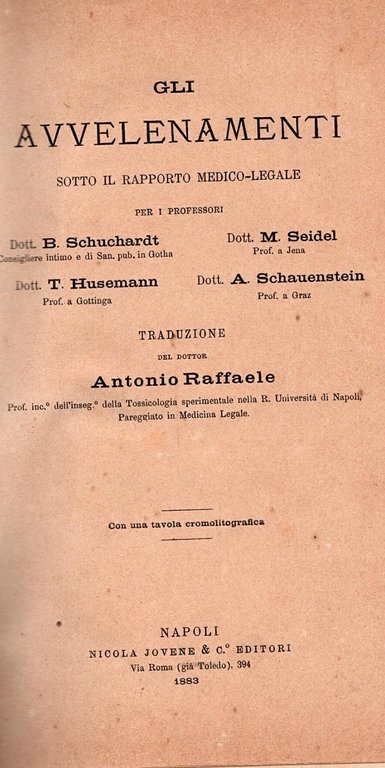 GLI
AVVELENAMENTI
SOTTO IL RAPPORTO MEDICO-LEGALE
PER I PROFESSORI
Dott. B. Schuchardt
Consigliere intimo e di San. pub. in Gotha
Dott. M. Seidel
Prof. a Jena
Dott. T. Husemann
Prof. a Gottinga
Dott. A. Schauenstein
Prof. a Graz
TRADUZIONE
DEL DOTTOR
Antonio Raffaele
Prof. inc.º dell'inseg.º della Tossicologia sperimentale nella R. Università di Napoli,
Pareggiato in Medicina Legale.
Con una tavola cromolitografica
NAPOLI
NICOLA JOVENE & C.º EDITORI
Via Roma (già Toledo), 394
1883